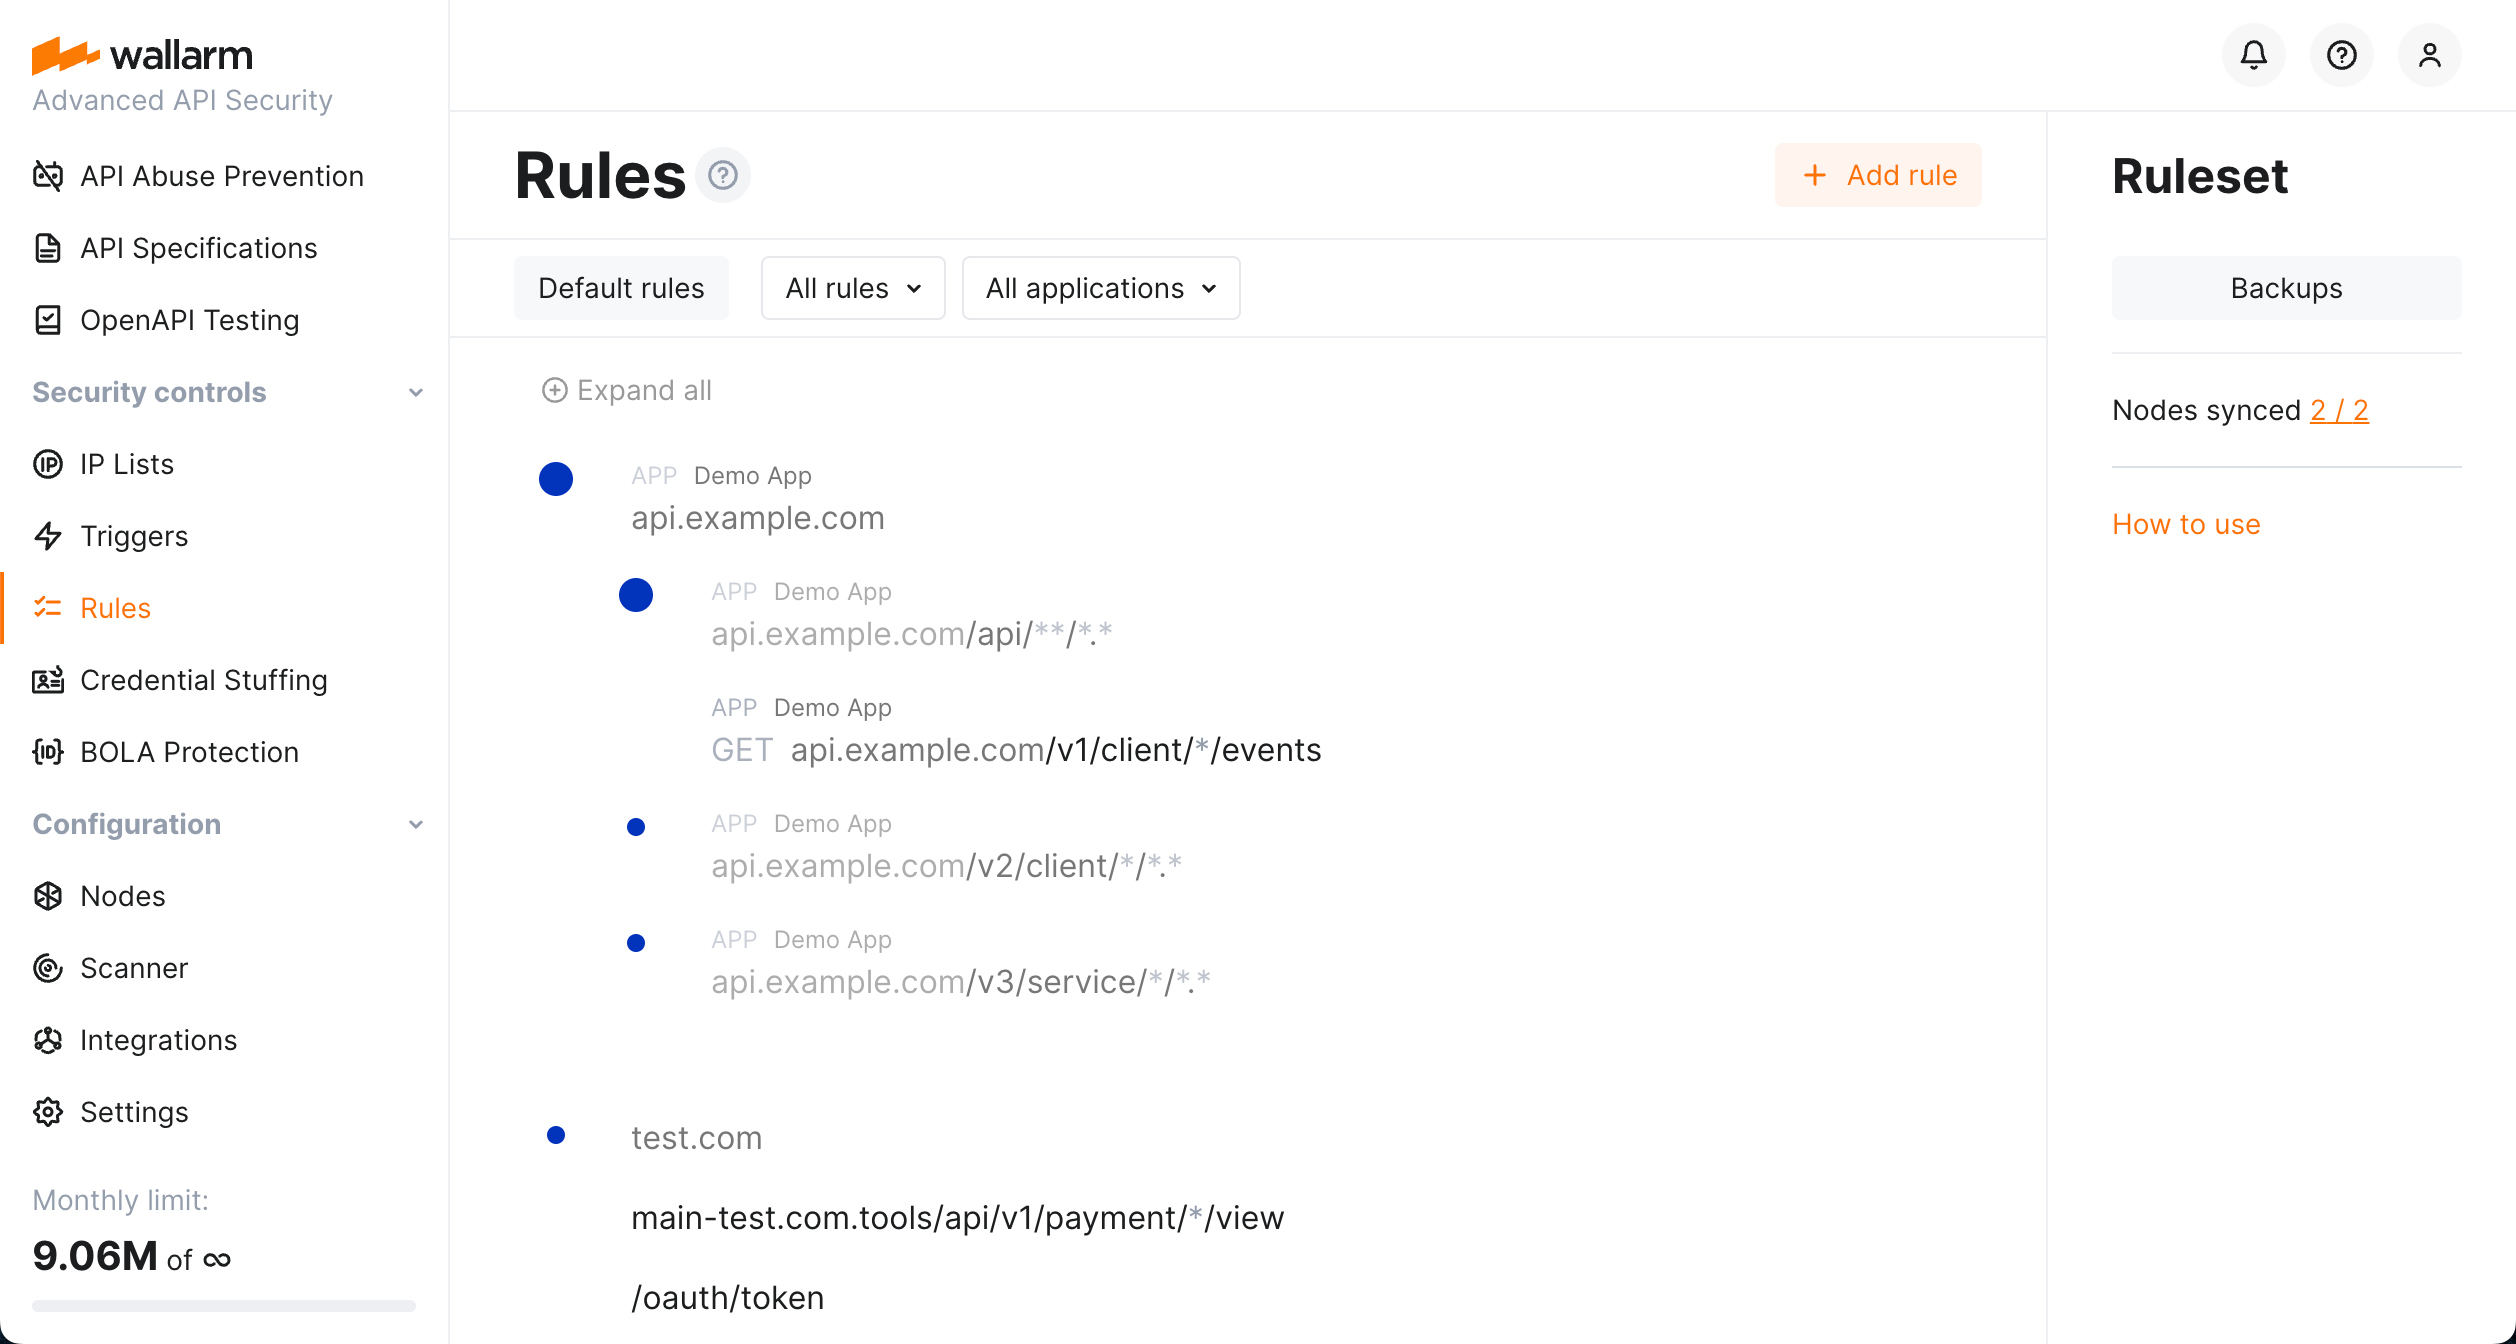 wallarm
Advanced API Security
API Abuse Prevention
API Specifications
OpenAPI Testing
Security controls
IP Lists
Triggers
Rules
Credential Stuffing
BOLA Protection
Configuration
Nodes
Scanner
Integrations
Settings
Monthly limit:
9.06M of ∞
Rules
+ Add rule
Default rules
All rules
All applications
Expand all
APP Demo App
api.example.com
APP Demo App
api.example.com/api/**/*.*
APP Demo App
GET api.example.com/v1/client/*/events
APP Demo App
api.example.com/v2/client/*/*.*
APP Demo App
api.example.com/v3/service/*/*.*
test.com
main-test.com.tools/api/v1/payment/*/view
/oauth/token
Ruleset
Backups
Nodes synced 2 / 2
How to use